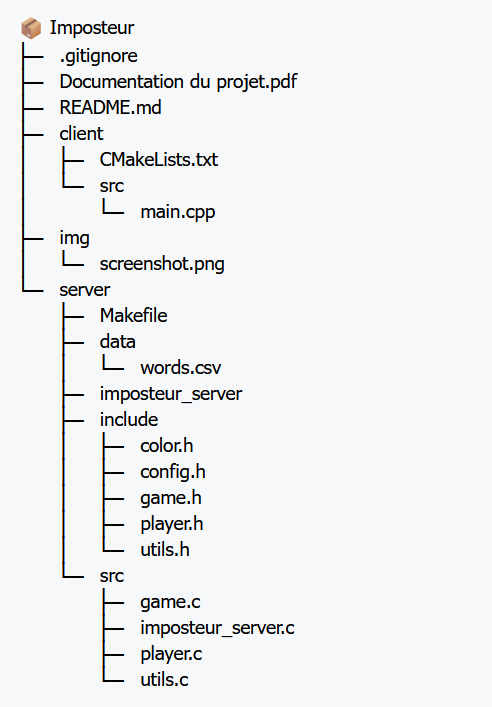 Imposteur
.gitignore
Documentation du projet.pdf
README.md
client
CMakeLists.txt
src
main.cpp
img
screenshot.png
server
Makefile
data
words.csv
imposteur_server
include
color.h
config.h
game.h
player.h
utils.h
src
game.c
imposteur_server.c
player.c
utils.c